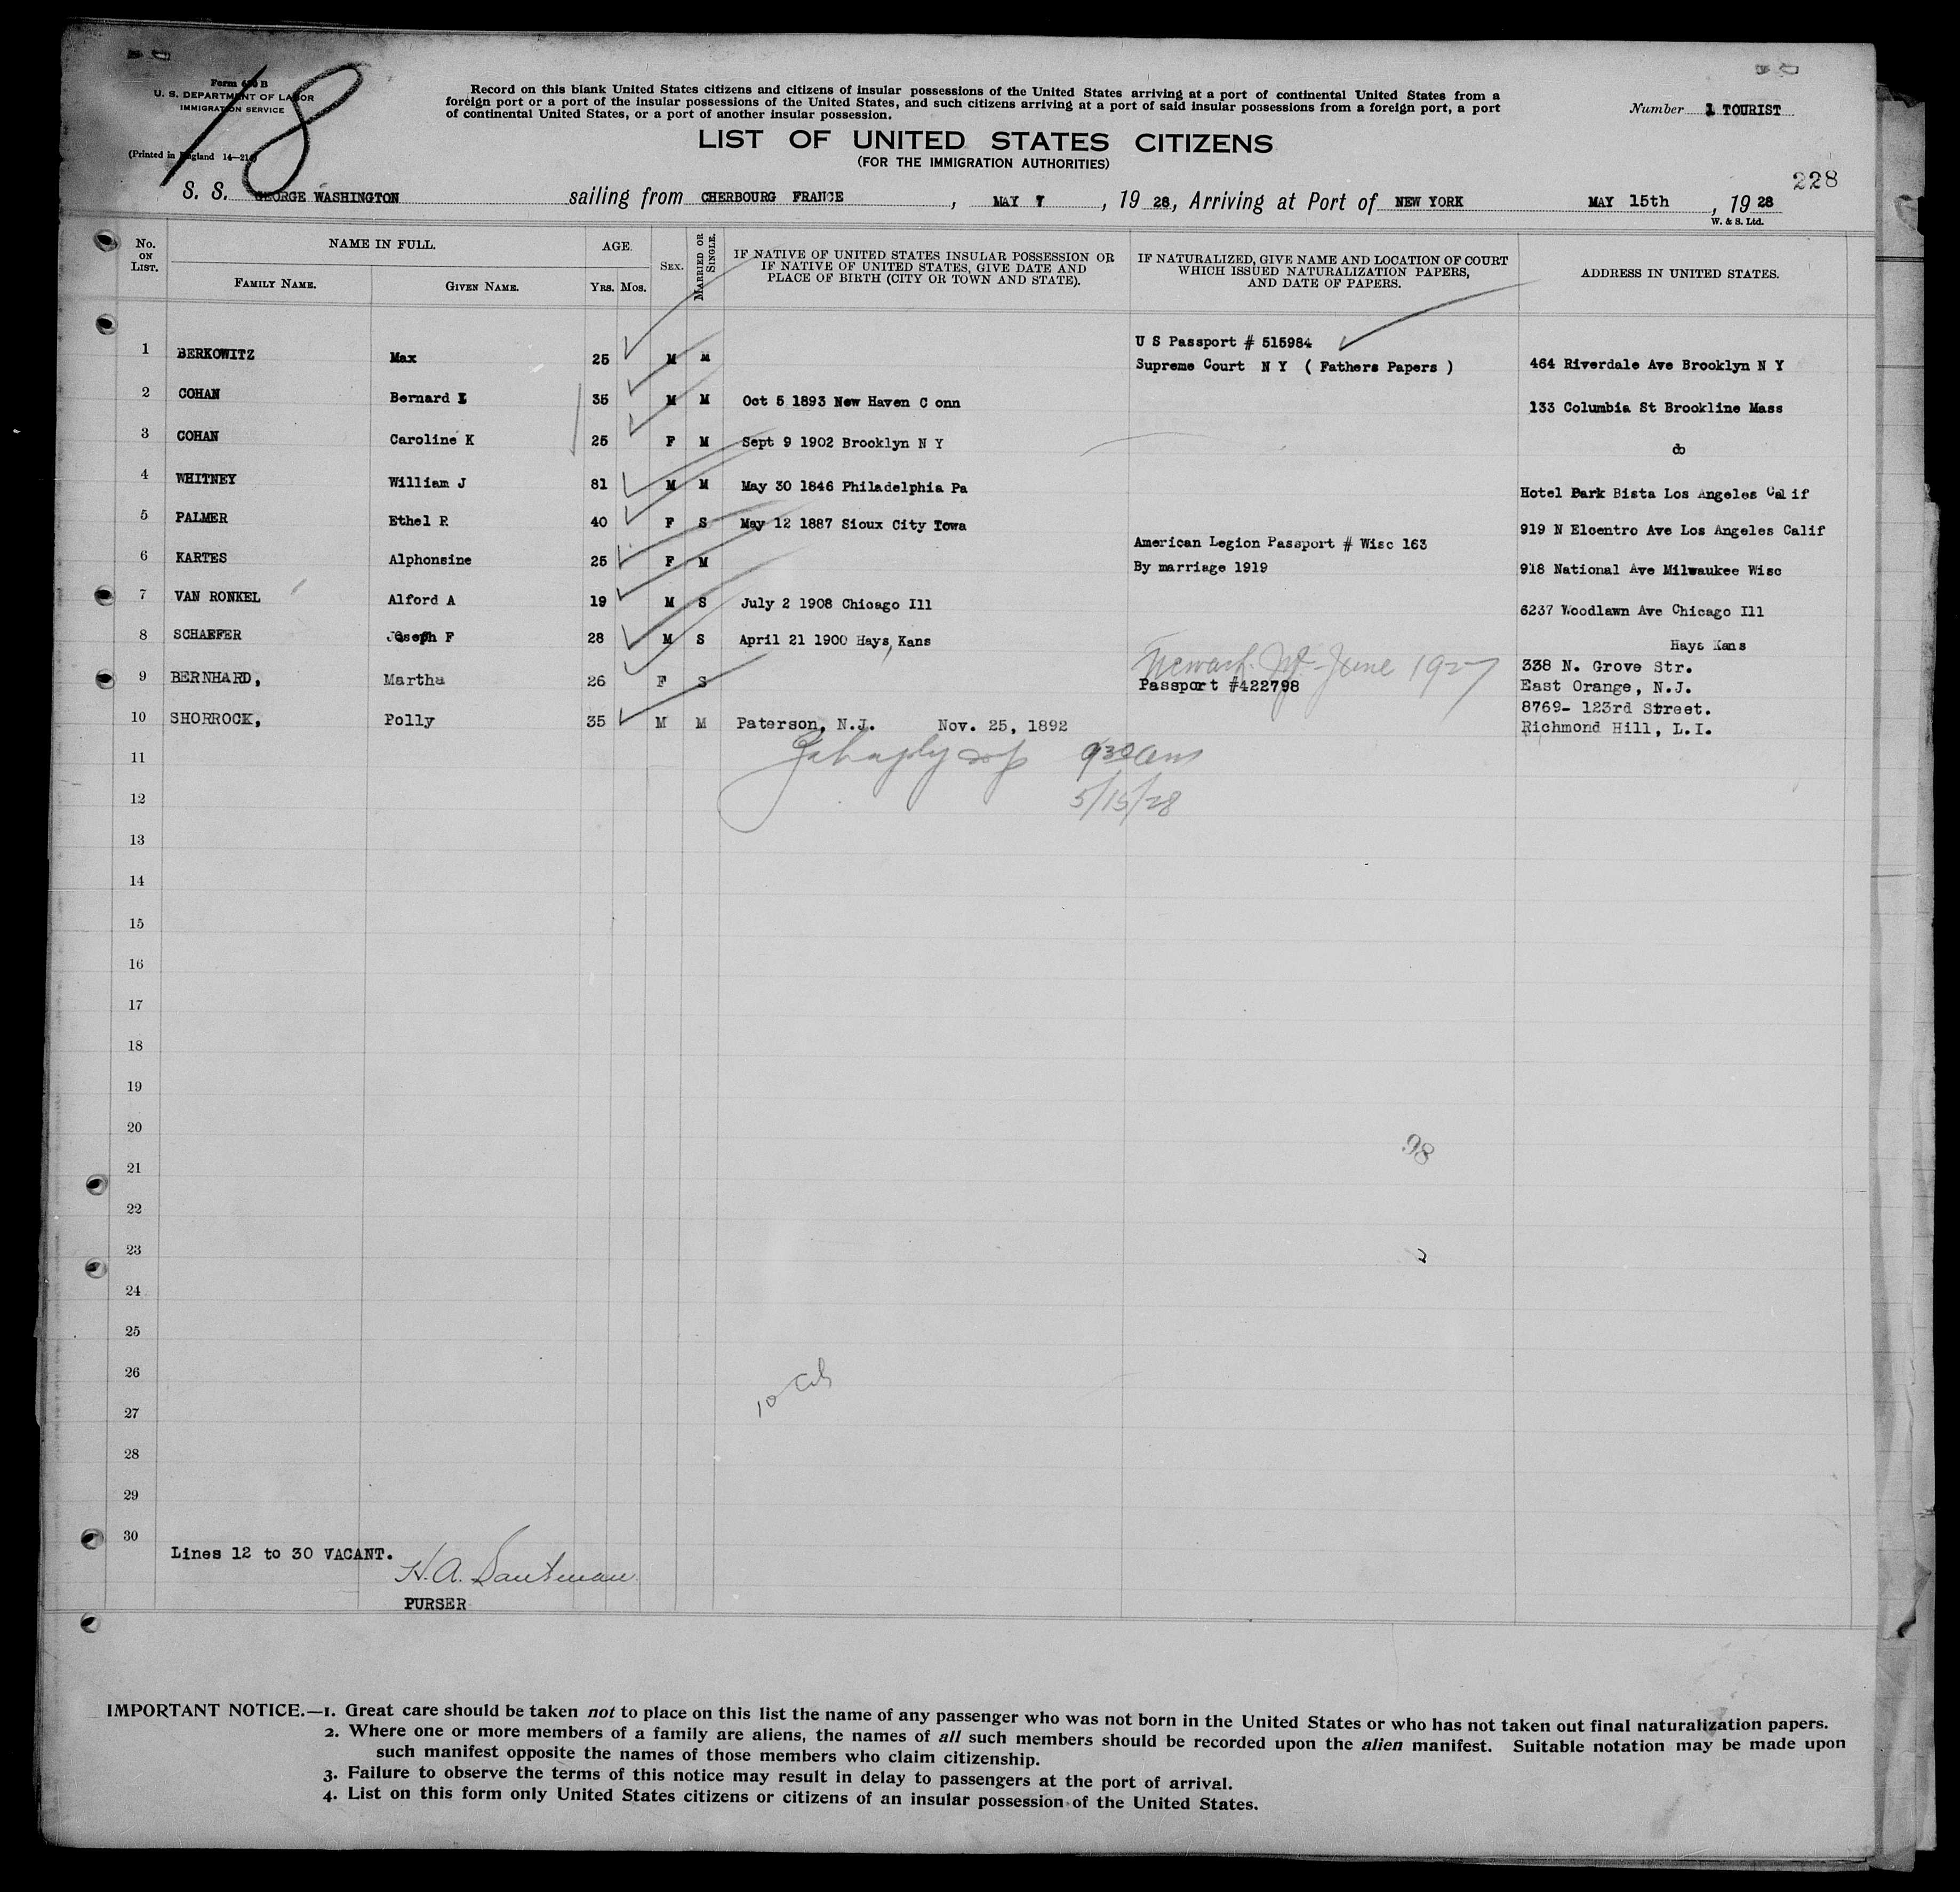 18
Form 630 B
U. S. DEPARTMENT OF LABOR
IMMIGRATION SERVICE
(Printed in England 14—21)
Record on this blank United States citizens and citizens of insular possessions of the United States arriving at a port of continental United States from a
foreign port or a port of the insular possessions of the United States, and such citizens arriving at a port of said insular possessions from a foreign port, a port
of continental United States, or a port of another insular possession.
Number 1 TOURIST
LIST OF UNITED STATES CITIZENS
(FOR THE IMMIGRATION AUTHORITIES)
228
S. S. GEORGE WASHINGTON sailing from CHERBOURG FRANCE, MAY 7, 19 28, Arriving at Port of NEW YORK MAY 15th, 19 28
W. & S. Ltd.
No. ON LIST. NAME IN FULL. AGE. SEX. MARRIED OR SINGLE. IF NATIVE OF UNITED STATES INSULAR POSSESSION OR IF NATIVE OF UNITED STATES, GIVE DATE AND PLACE OF BIRTH (CITY OR TOWN AND STATE). IF NATURALIZED, GIVE NAME AND LOCATION OF COURT WHICH ISSUED NATURALIZATION PAPERS, AND DATE OF PAPERS. ADDRESS IN UNITED STATES.
FAMILY NAME. GIVEN NAME. YRS. MOS.
U S Passport # 515984
1 BERKOWITZ Max 25 M M Supreme Court N Y ( Fathers Papers ) 464 Riverdale Ave Brooklyn N Y
2 COHAN Bernard L 35 M M Oct 5 1893 New Haven C onn 133 Columbia St Brookline Mass
3 COHAN Caroline K 25 F M Sept 9 1902 Brooklyn N Y do
4 WHITNEY William J 81 M M May 30 1846 Philadelphia Pa Hotel Park Bista Los Angeles Calif
5 PALMER Ethel R 40 F S May 12 1887 Sioux City Iowa 919 N Elcentro Ave Los Angeles Calif
American Legion Passport # Wisc 163
6 KARTES Alphonsine 25 F M By marriage 1919 918 National Ave Milwaukee Wisc
7 VAN RONKEL Alford A 19 M S July 2 1908 Chicago Ill 6237 Woodlawn Ave Chicago Ill
8 SCHAEFER Joseph F 28 M S April 21 1900 Hays, Kans Hays Kans
Newark. NJ - June 1927 338 N. Grove Str.
9 BERNHARD, Martha 26 F S Passport #422798 East Orange, N.J.
8769- 123rd Street.
10 SHORROCK, Polly 35 M M Paterson, N.J. Nov. 25, 1892 Richmond Hill, L.I.
11 9 30 am
12 5/15/28
13
14
15
16
17
18
19
20
98
21
22
23
2
24
25
26
27
28
29
30
Lines 12 to 30 VACANT.
PURSER
IMPORTANT NOTICE.—1. Great care should be taken not to place on this list the name of any passenger who was not born in the United States or who has not taken out final naturalization papers.
2. Where one or more members of a family are aliens, the names of all such members should be recorded upon the alien manifest. Suitable notation may be made upon
such manifest opposite the names of those members who claim citizenship.
3. Failure to observe the terms of this notice may result in delay to passengers at the port of arrival.
4. List on this form only United States citizens or citizens of an insular possession of the United States.